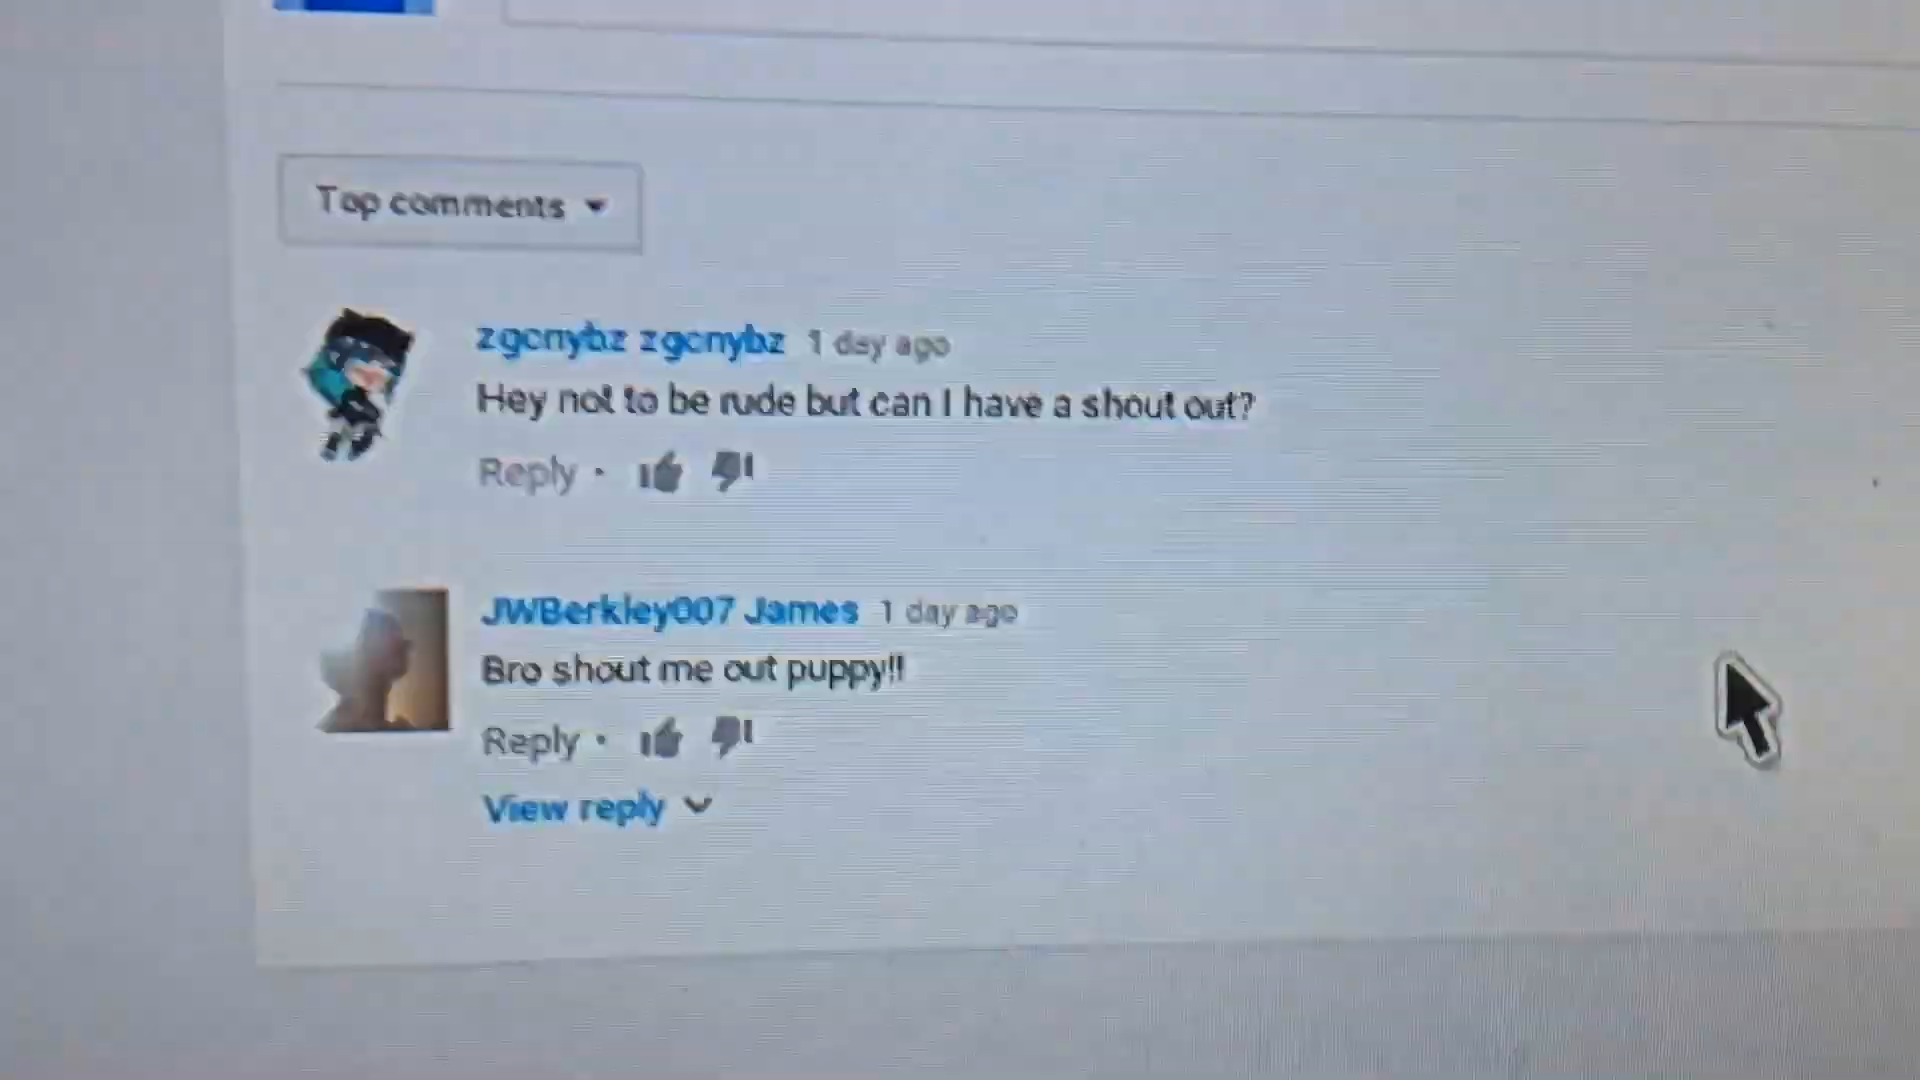 Top comments
zgcnybz zgcnybz 1 day ago
Hey not to be rude but can I have a shout out?
Reply •
JWBerkley007 James 1 day ago
Bro shout me out puppy!!
Reply •
View reply